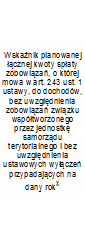 Wskaźnik planowanej
łącznej kwoty spłaty
zobowiązań, o której
mowa w art. 243 ust. 1
ustawy, do dochodów,
bez uwzględnienia
zobowiązań związku
współtworzonego
przez jednostkę
samorządu
terytorialnego i bez
uwzględnienia
ustawowych wyłączeń
przypadających na
dany rok^x